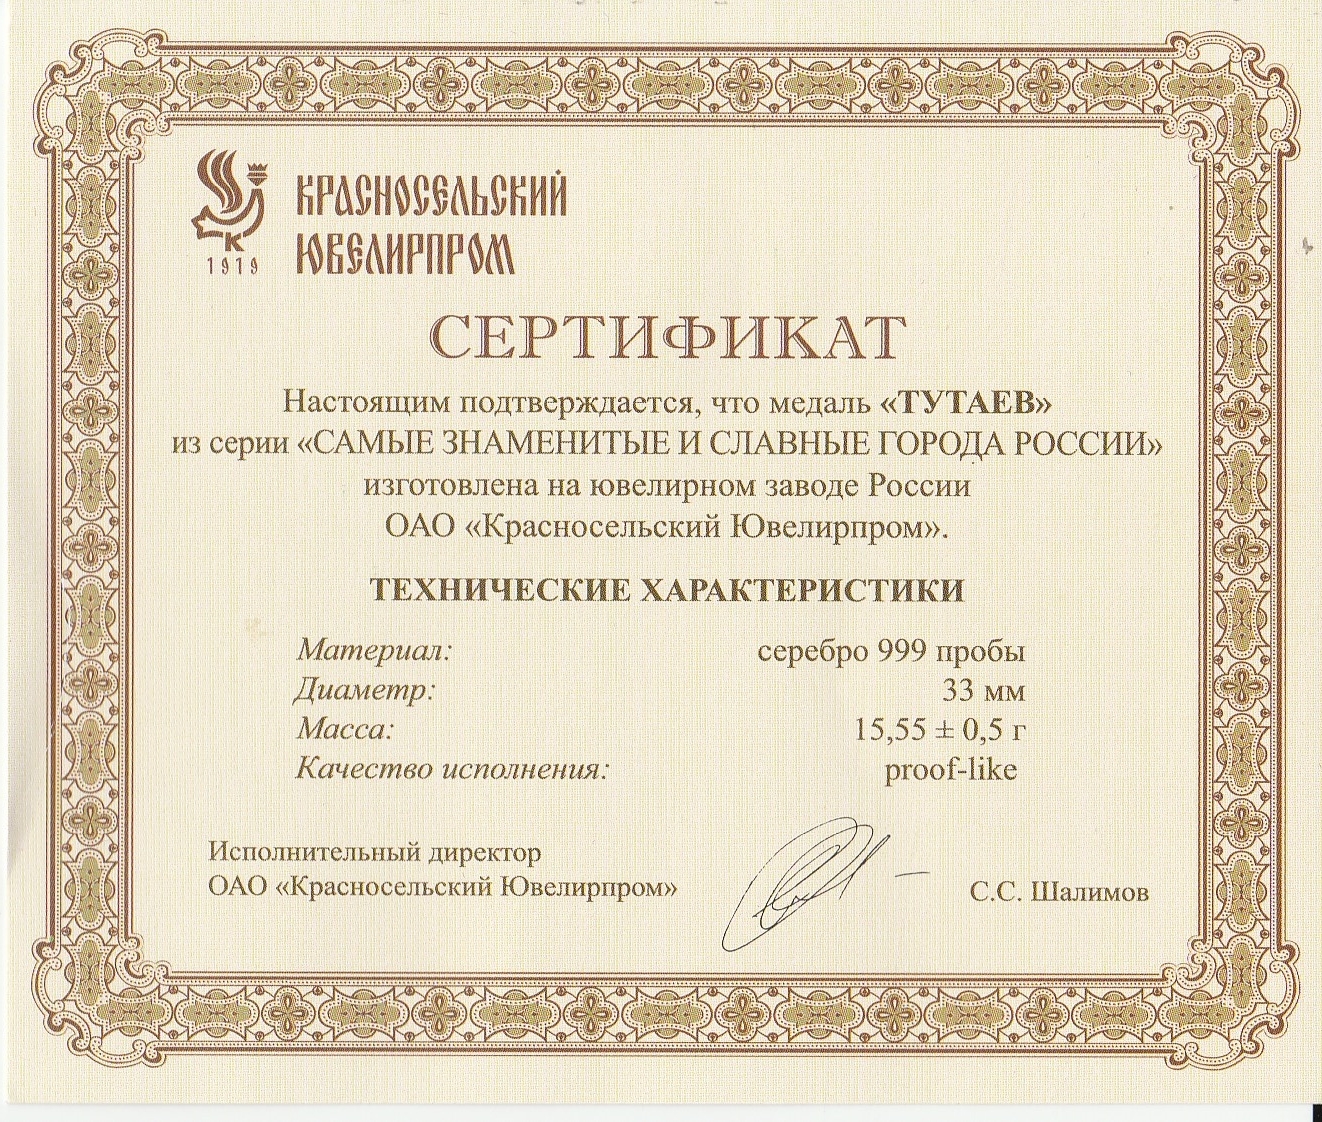 К
1919
КРАСНОСЕЛЬСКИЙ
ЮВЕЛИРПРОМ
СЕРТИФИКАТ
Настоящим подтверждается, что медаль «ТУТАЕВ»
из серии «САМЫЕ ЗНАМЕНИТЫЕ И СЛАВНЫЕ ГОРОДА РОССИИ»
изготовлена на ювелирном заводе России
ОАО «Красносельский Ювелирпром».
ТЕХНИЧЕСКИЕ ХАРАКТЕРИСТИКИ
Материал: серебро 999 пробы
Диаметр: 33 мм
Масса: 15,55 ± 0,5 г
Качество исполнения: proof-like
Исполнительный директор
ОАО «Красносельский Ювелирпром» С.С. Шалимов